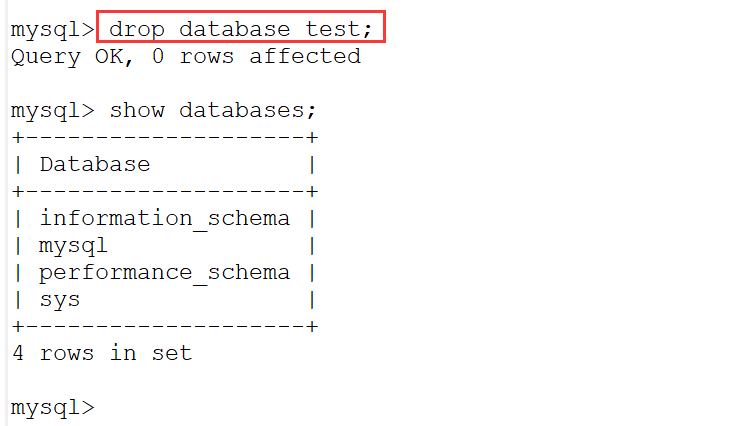 mysql> drop database test;
Query OK, 0 rows affected
mysql> show databases;
+--------------------+
| Database           |
+--------------------+
| information_schema |
| mysql              |
| performance_schema |
| sys                |
+--------------------+
4 rows in set
mysql>